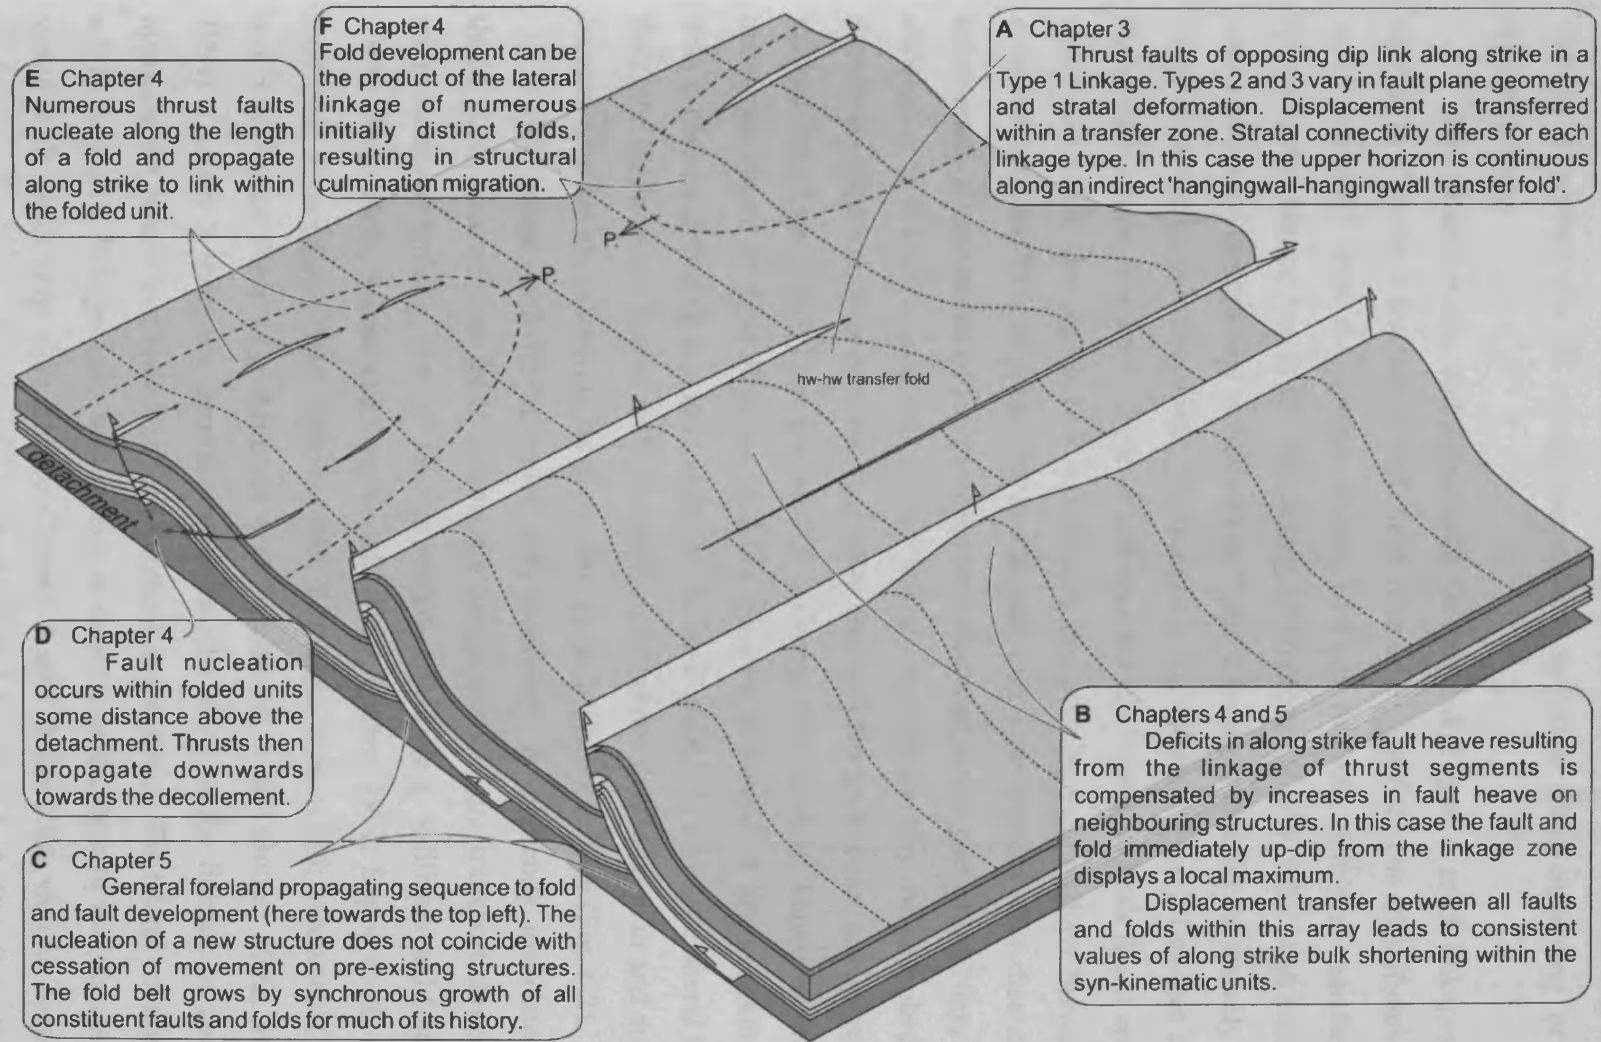 F Chapter 4
Fold development can be
the product of the lateral
linkage of numerous
initially distinct folds,
resulting in structural
culmination migration.
A Chapter 3
Thrust faults of opposing dip link along strike in a
Type 1 Linkage. Types 2 and 3 vary in fault plane geometry
and stratal deformation. Displacement is transferred
within a transfer zone. Stratal connectivity differs for each
linkage type. In this case the upper horizon is continuous
along an indirect 'hangingwall-hangingwall transfer fold'.
E Chapter 4
Numerous thrust faults
nucleate along the length
of a fold and propagate
along strike to link within
the folded unit.
P.
P.
hw-hw transfer fold
detachment
D Chapter 4
Fault nucleation
occurs within folded units
some distance above the
detachment. Thrusts then
propagate downwards
towards the decollement.
B Chapters 4 and 5
Deficits in along strike fault heave resulting
from the linkage of thrust segments is
compensated by increases in fault heave on
neighbouring structures. In this case the fault and
fold immediately up-dip from the linkage zone
displays a local maximum.
Displacement transfer between all faults
and folds within this array leads to consistent
values of along strike bulk shortening within the
syn-kinematic units.
C Chapter 5
General foreland propagating sequence to fold
and fault development (here towards the top left). The
nucleation of a new structure does not coincide with
cessation of movement on pre-existing structures.
The fold belt grows by synchronous growth of all
constituent faults and folds for much of its history.